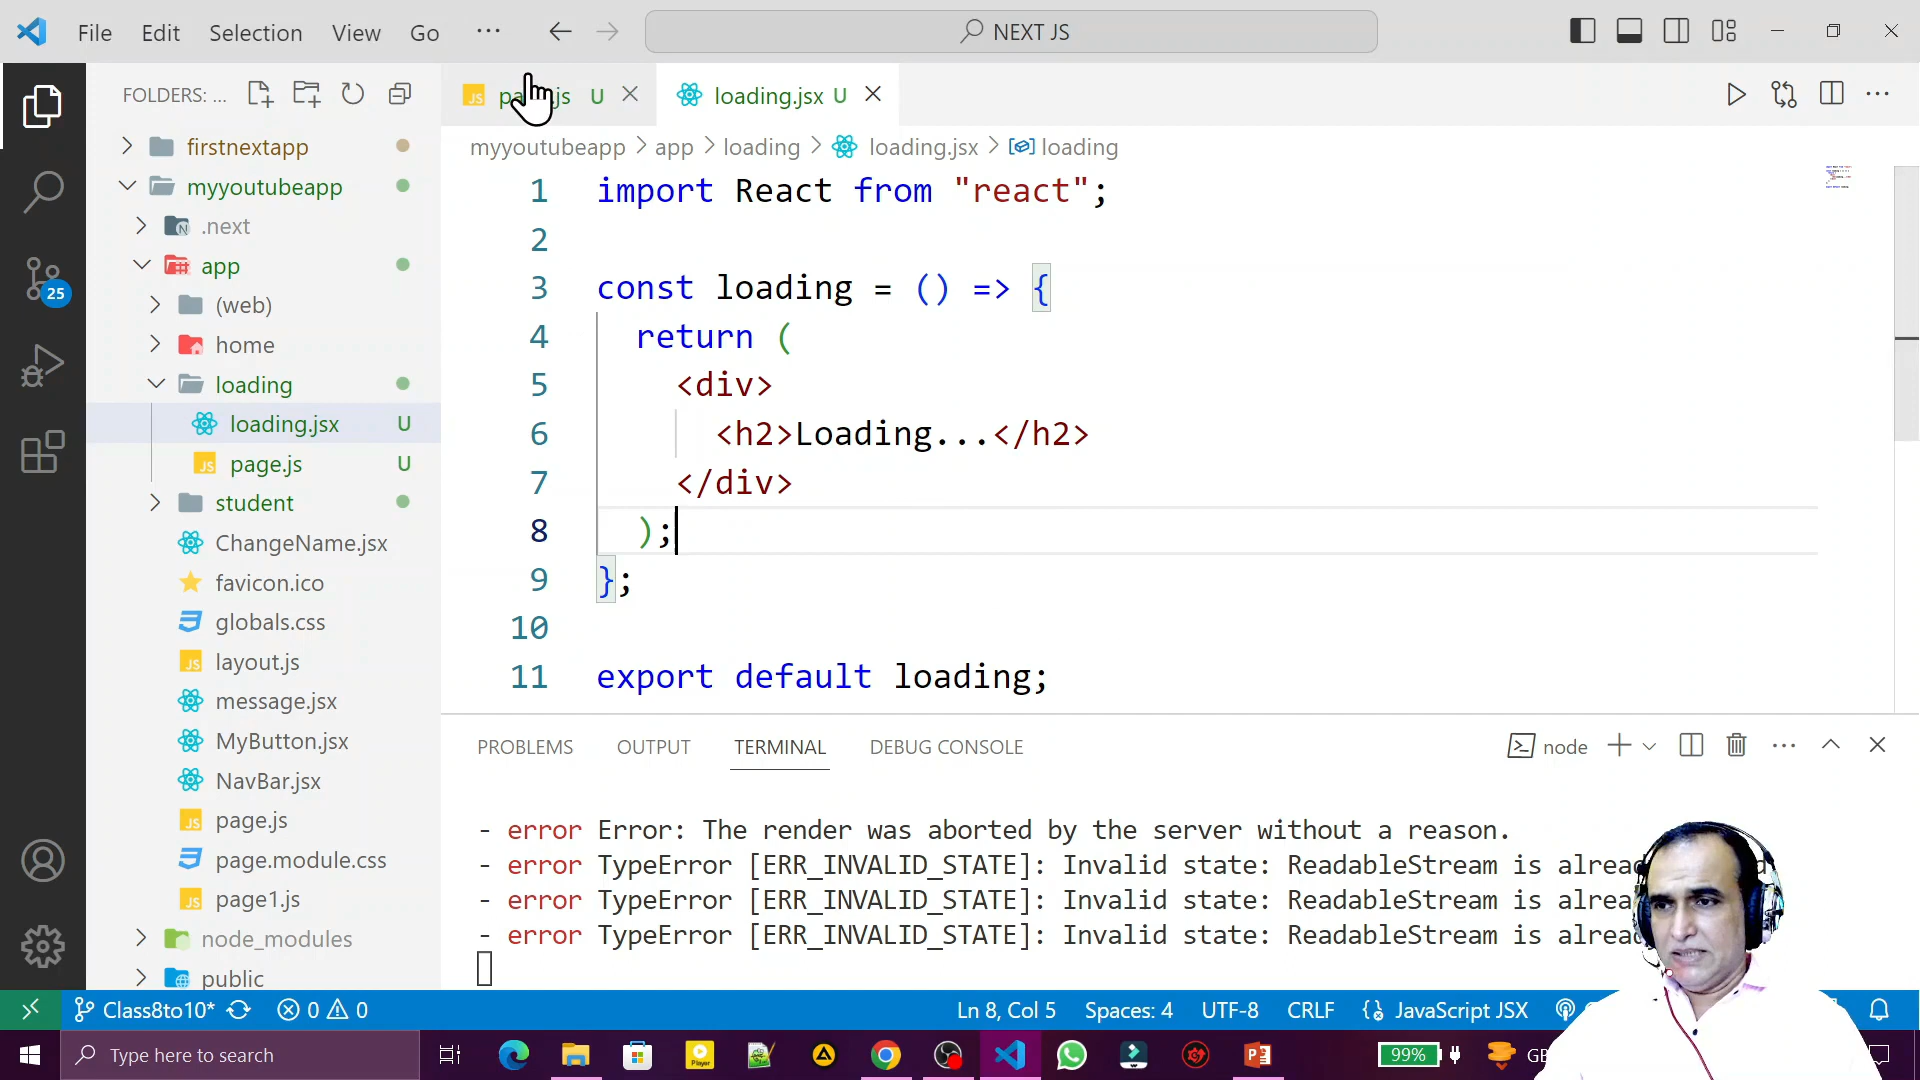 File Edit Selection View Go ... NEXT JS
FOLDERS: ...
page.js U
loading.jsx U
myyoutubeapp > app > loading > loading.jsx > loading
firstnextapp
myyoutubeapp
.next
app
(web)
home
loading
loading.jsx U
page.js U
student
ChangeName.jsx
favicon.ico
globals.css
layout.js
message.jsx
MyButton.jsx
NavBar.jsx
page.js
page.module.css
page1.js
node_modules
public
25
1 import React from "react";
2
3 const loading = () => {
4 return (
5 <div>
6 <h2>Loading...</h2>
7 </div>
8 );
9 };
10
11 export default loading;
PROBLEMS OUTPUT TERMINAL DEBUG CONSOLE node
- error Error: The render was aborted by the server without a reason.
- error TypeError [ERR_INVALID_STATE]: Invalid state: ReadableStream is
- error TypeError [ERR_INVALID_STATE]: Invalid state: ReadableStream is
- error TypeError [ERR_INVALID_STATE]: Invalid state: ReadableStream is
Class8to10* 0 0 Ln 8, Col 5 Spaces: 4 UTF-8 CRLF JavaScript JSX
Type here to search 99%